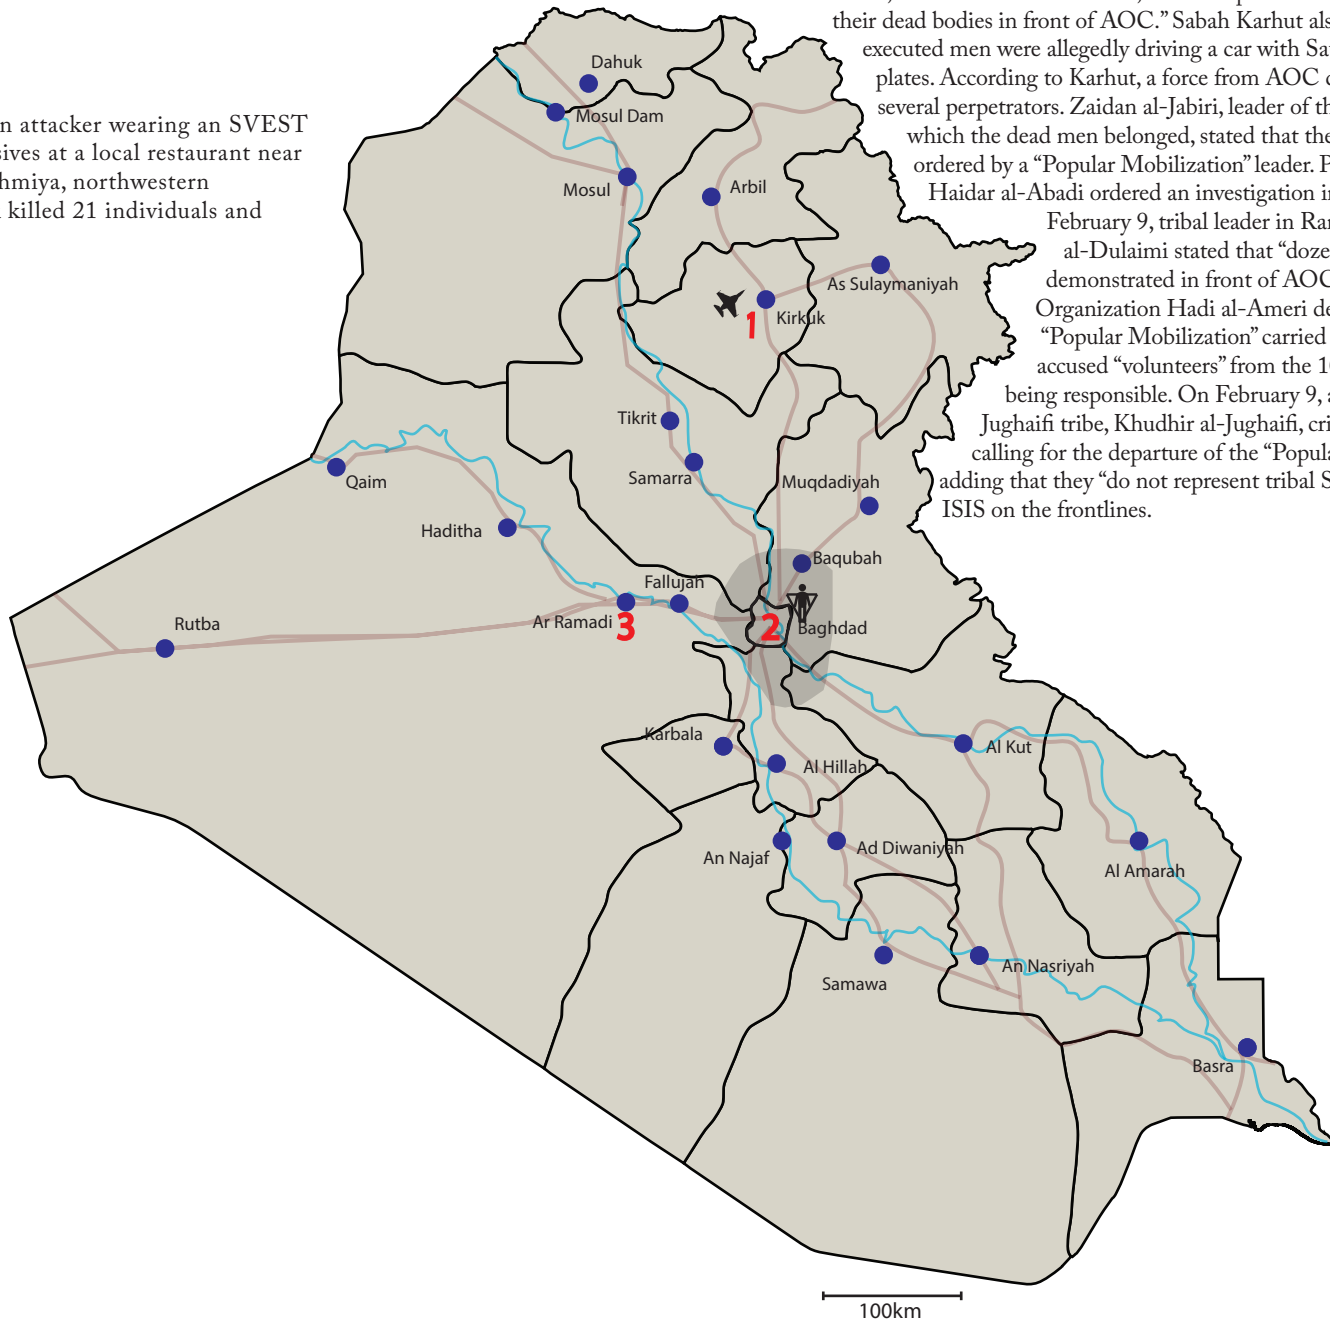 n attacker wearing an SVEST
sives at a local restaurant near
hmiya, northwestern
killed 21 individuals and
their dead bodies in front of AOC.” Sabah Karhut als
executed men were allegedly driving a car with Sa
plates. According to Karhut, a force from AOC
several perpetrators. Zaidan al-Jabiri, leader of th
which the dead men belonged, stated that the
ordered by a “Popular Mobilization” leader. P
Haidar al-Abadi ordered an investigation in
February 9, tribal leader in Ra
al-Dulaimi stated that “doze
demonstrated in front of AOC
Organization Hadi al-Ameri de
“Popular Mobilization” carried
accused “volunteers” from the 1
being responsible. On February 9, a
Jughaifi tribe, Khudhir al-Jughaifi, cri
calling for the departure of the “Popula
adding that they “do not represent tribal S
ISIS on the frontlines.
Dahuk
Mosul Dam
Mosul
Arbil
As Sulaymaniyah
Kirkuk
1
Tikrit
Samarra
Muqdadiyah
Qaim
Haditha
Baqubah
Fallujah
Ar Ramadi
3
2
Baghdad
Rutba
Karbala
Al Hillah
Al Kut
An Najaf
Ad Diwaniyah
Al Amarah
Samawa
An Nasriyah
Basra
100km